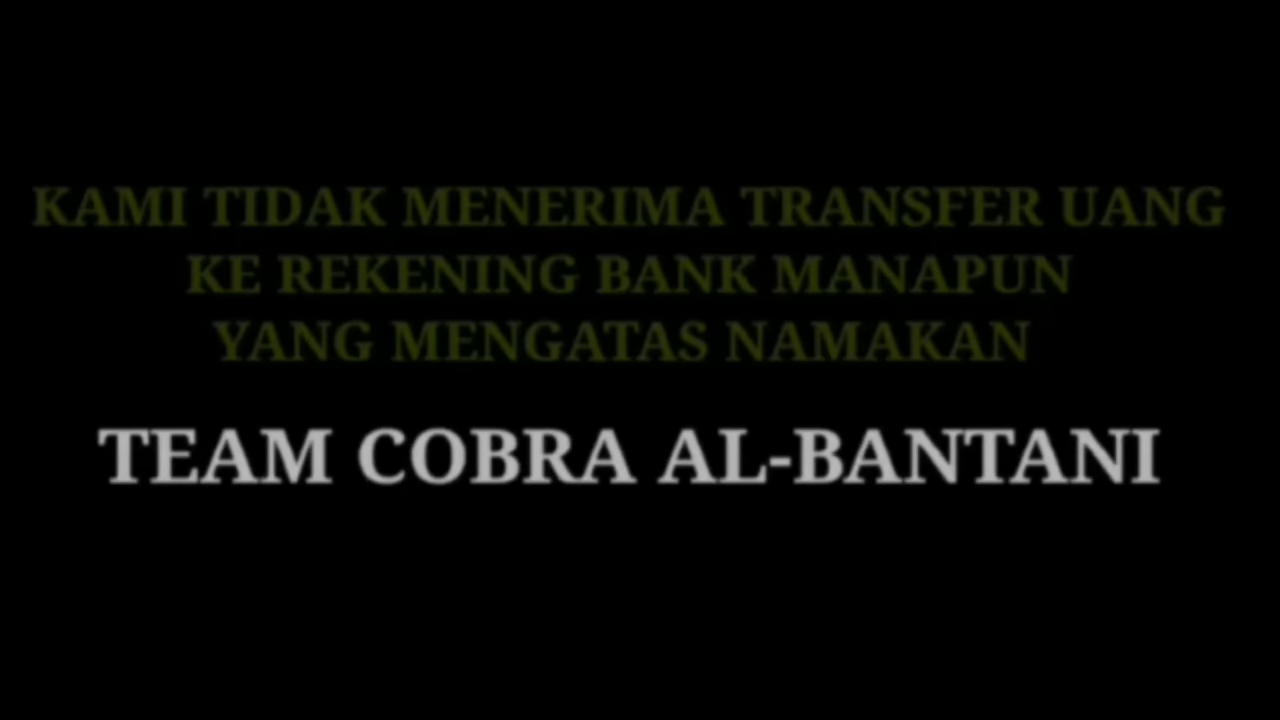 KAMI TIDAK MENERIMA TRANSFER UANG
KE REKENING BANK MANAPUN
YANG MENGATAS NAMAKAN
TEAM COBRA AL-BANTANI